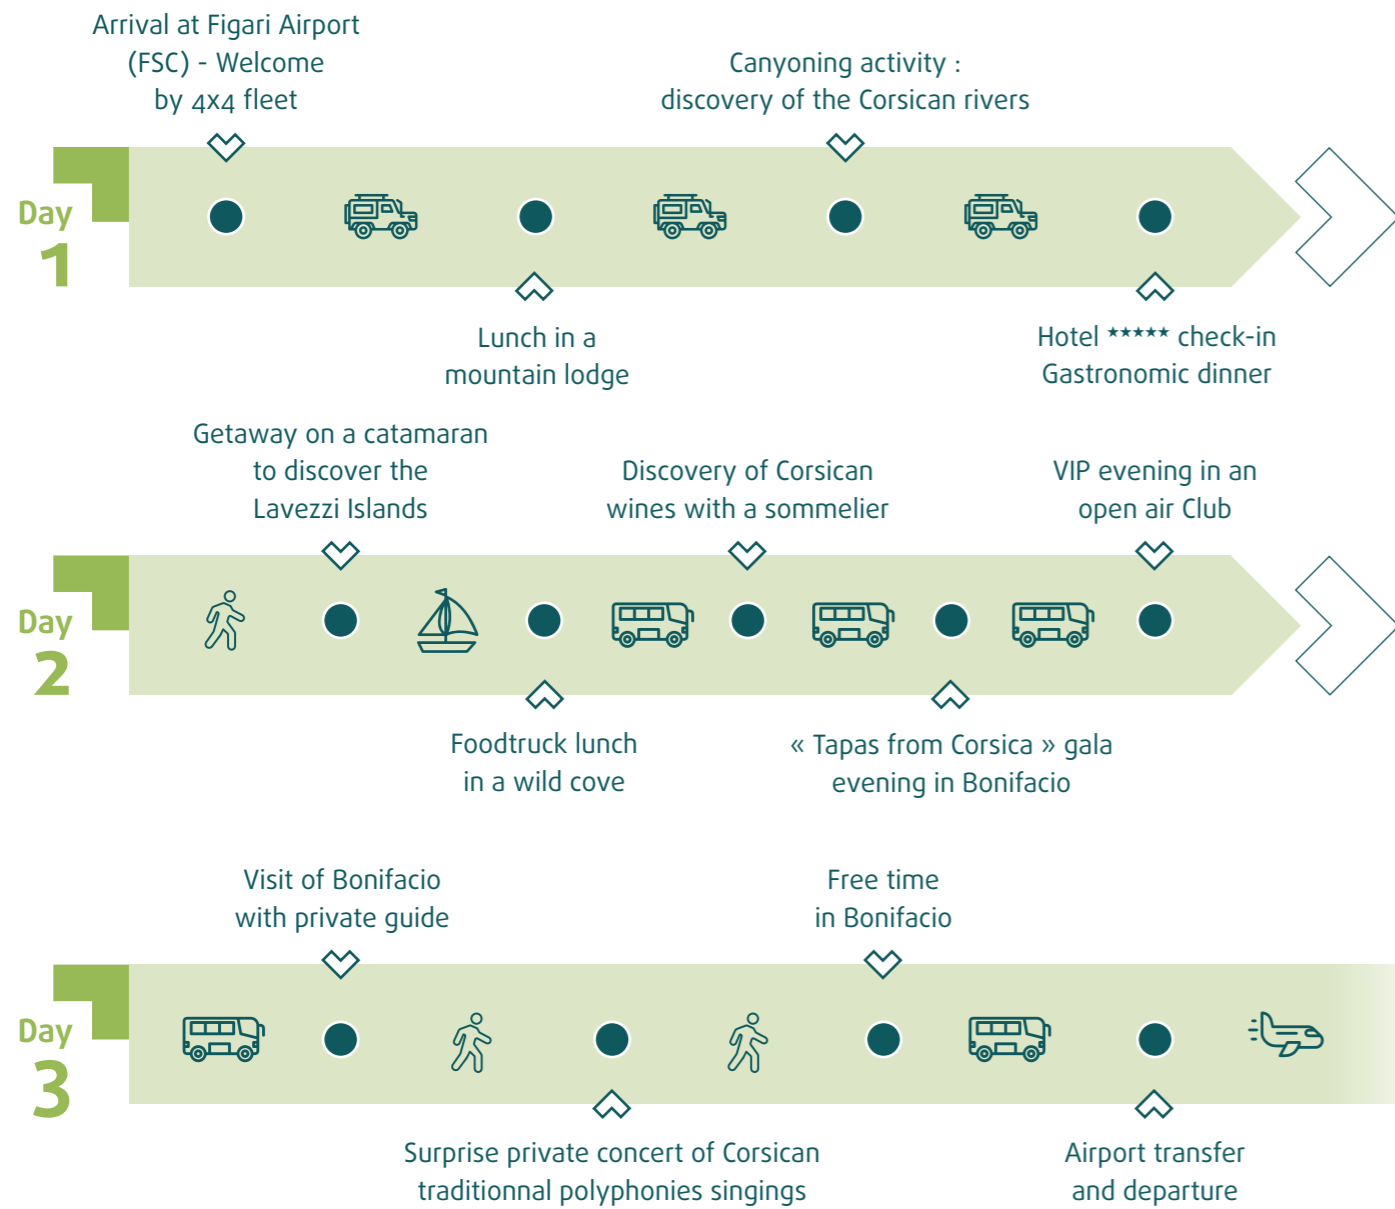 Arrival at Figari Airport
(FSC) - Welcome
by 4x4 fleet
Canyoning activity :
discovery of the Corsican rivers
Day
1
Lunch in a
mountain lodge
Hotel ★★★★★ check-in
Gastronomic dinner
Getaway on a catamaran
to discover the
Lavezzi Islands
Discovery of Corsican
wines with a sommelier
VIP evening in an
open air Club
Day
2
Foodtruck lunch
in a wild cove
« Tapas from Corsica » gala
evening in Bonifacio
Visit of Bonifacio
with private guide
Free time
in Bonifacio
Day
3
Surprise private concert of Corsican
traditionnal polyphonies singings
Airport transfer
and departure